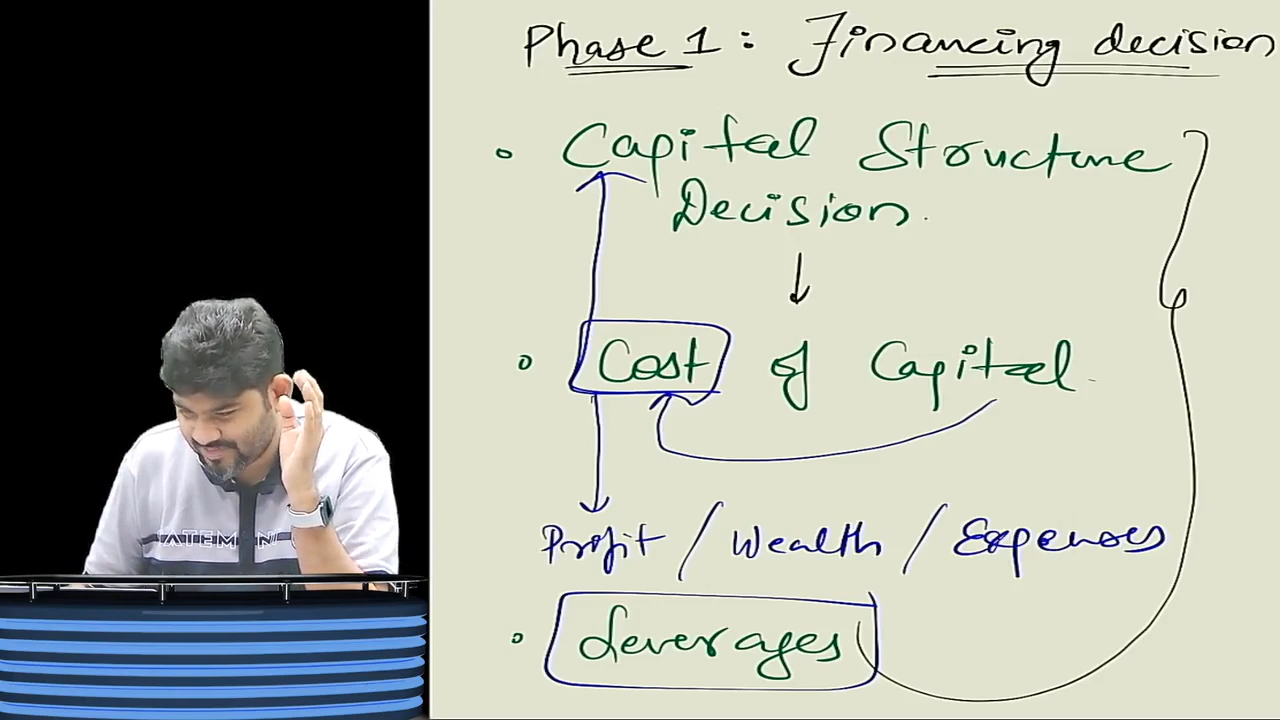 Phase 1 : Financing decision
• Capital Structure
Decision.
↓
• Cost of Capital
Profit / Wealth / Expenses
• Leverages